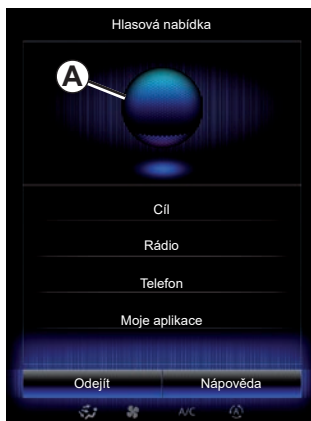 Hlasová nabídka
A
Cíl
Rádio
Telefon
Moje aplikace
Odejít Nápověda
A/C A